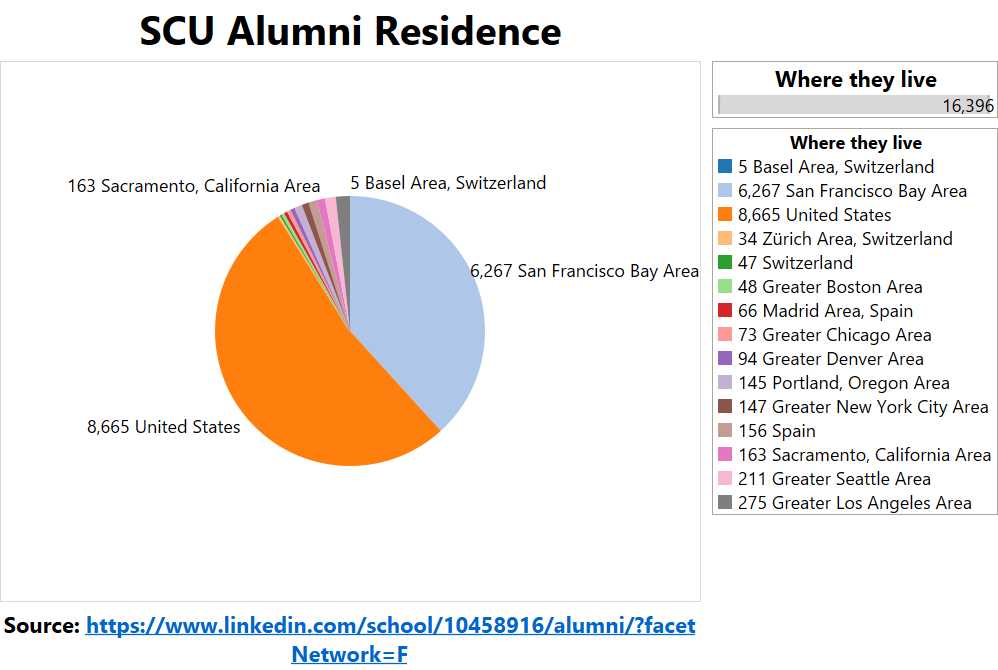 SCU Alumni Residence
Where they live
16,396
163 Sacramento, California Area
5 Basel Area, Switzerland
6,267 San Francisco Bay Area
8,665 United States
Where they live
5 Basel Area, Switzerland
6,267 San Francisco Bay Area
8,665 United States
34 Zürich Area, Switzerland
47 Switzerland
48 Greater Boston Area
66 Madrid Area, Spain
73 Greater Chicago Area
94 Greater Denver Area
145 Portland, Oregon Area
147 Greater New York City Area
156 Spain
163 Sacramento, California Area
211 Greater Seattle Area
275 Greater Los Angeles Area
Source: https://www.linkedin.com/school/10458916/alumni/?facet
Network=F